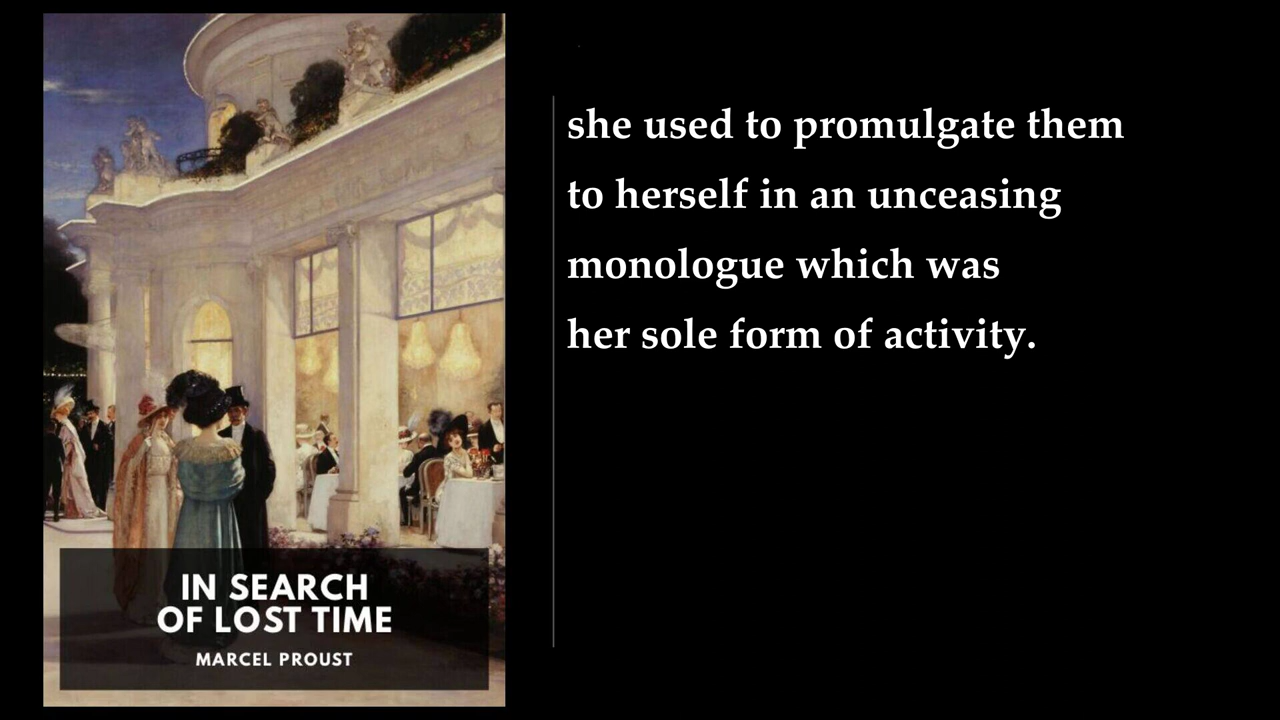 she used to promulgate them
to herself in an unceasing
monologue which was
her sole form of activity.
IN SEARCH
OF LOST TIME
MARCEL PROUST